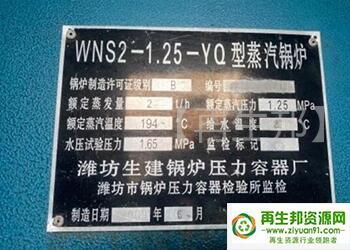 WNS2-1.25-YQ型蒸汽锅炉
锅炉制造许可证级别 B 编号
额定蒸发量 2 t/h 额定蒸汽压力 1.25 MPa
额定蒸汽温度 194 ℃ 给水温度 ℃
水压试验压力 1.65 MPa 监检标记
潍坊生建锅炉压力容器厂
潍坊市锅炉压力容器检验所监检
制造日期 年 6 月
再生邦资源网
www.ziyuan91.cn
再生资源行业领跑者